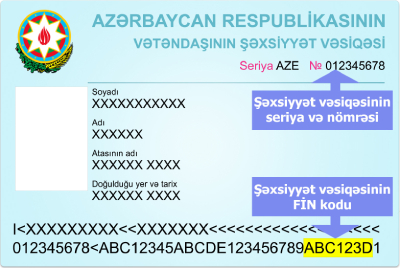 AZƏRBAYCAN RESPUBLİKASININ
VƏTƏNDAŞININ ŞƏXSİYYƏT VƏSİQƏSİ
Seriya AZE № 012345678
Soyadı
XXXXXXXXXXX
Adı
XXXXXX
Atasının adı
XXXXXX XXXX
Doğulduğu yer və tarix
XXXXXX XXXX
Şəxsiyyət vəsiqəsinin
seriya və nömrəsi
Şəxsiyyət vəsiqəsinin
FİN kodu
I<XXXXXXXXX<<XXXXXXX<<<<<<<<<<<<<<<<<<<
012345678<ABC12345ABCDE123456789ABC123D1